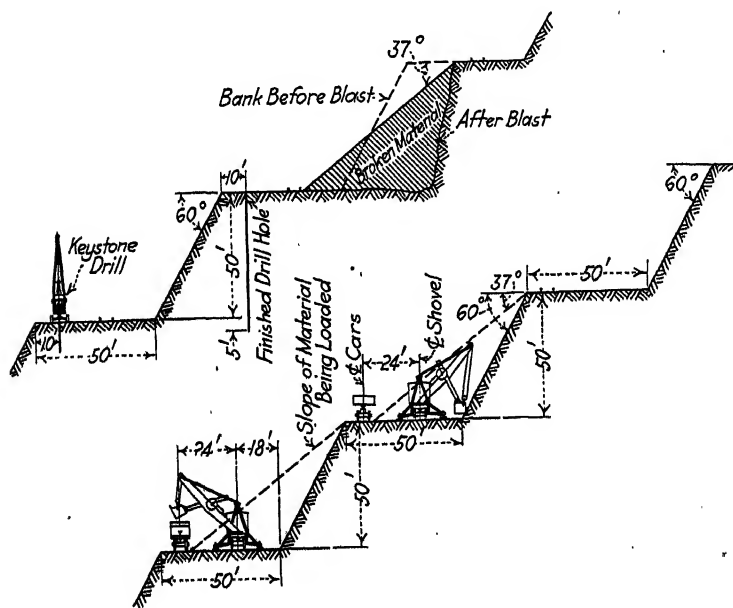 37°
Bank Before Blast
After Blast
Broken Material
10'
60°
Keystone
Drill
50'
5'
Finished Drill Hole
10'
50'
60°
50'
37°
60°
Slope of Material
Being Loaded
℄ Cars
24'
℄ Shovel
50'
50'
24'
18'
50'
50'